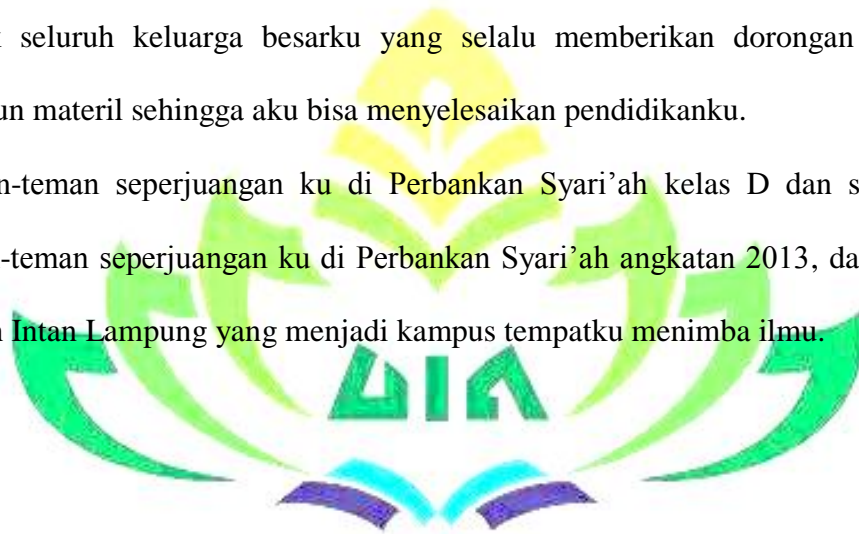 seluruh keluarga besarku yang selalu memberikan dorongan
un materil sehingga aku bisa menyelesaikan pendidikanku.
n-teman seperjuangan ku di Perbankan Syari’ah kelas D dan s
-teman seperjuangan ku di Perbankan Syari’ah angkatan 2013, da
Intan Lampung yang menjadi kampus tempatku menimba ilmu.
UIN